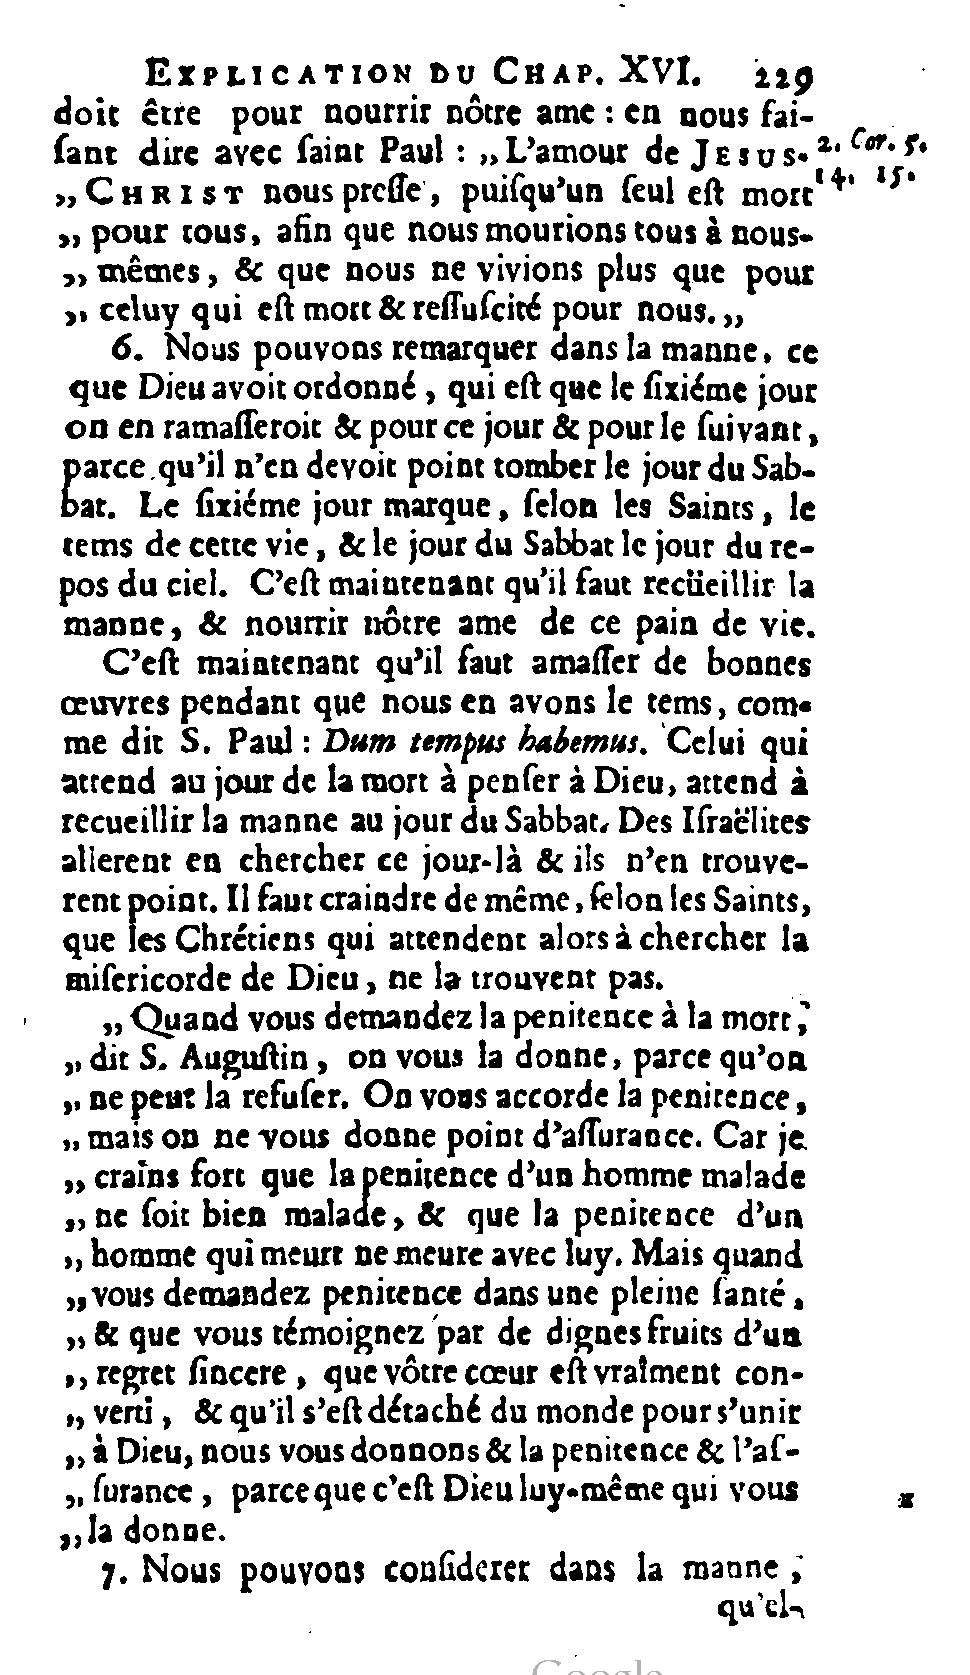 EXPLICATION DU CHAP. XVI. 229
doit être pour nourrir nôtre ame : en nous fai-
ſant dire avec ſaint Paul : „ L'amour de JESUS- 2. Cor. 5.
„ CHRIST nous preſſe, puiſqu'un ſeul eſt mort 14. 15.
„ pour tous, afin que nous mourions tous à nous-
„ mêmes, & que nous ne vivions plus que pour
„ celuy qui eſt mort & reſſuſcité pour nous. „
6. Nous pouvons remarquer dans la manne, ce
que Dieu avoit ordonné, qui eſt que le ſixiéme jour
on en ramaſſeroit & pour ce jour & pour le ſuivant,
parce qu'il n'en devoit point tomber le jour du Sab-
bat. Le ſixiéme jour marque, ſelon les Saints, le
tems de cette vie, & le jour du Sabbat le jour du re-
pos du ciel. C'eſt maintenant qu'il faut recüeillir la
manne, & nourrir nôtre ame de ce pain de vie.
C'eſt maintenant qu'il faut amaſſer de bonnes
œuvres pendant que nous en avons le tems, com-
me dit S. Paul : Dum tempus habemus. Celui qui
attend au jour de la mort à penſer à Dieu, attend à
recueillir la manne au jour du Sabbat. Des Iſraëlites
allerent en chercher ce jour-là & ils n'en trouve-
rent point. Il faut craindre de même, ſelon les Saints,
que les Chrétiens qui attendent alors à chercher la
miſericorde de Dieu, ne la trouvent pas.
„ Quand vous demandez la penitence à la mort,
„ dit S. Auguſtin, on vous la donne, parce qu'on
„ ne peut la refuſer. On vous accorde la penitence,
„ mais on ne vous donne point d'aſſurance. Car je
„ crains fort que la penitence d'un homme malade
„ ne ſoit bien malade, & que la penitence d'un
„ homme qui meurt ne meure avec luy. Mais quand
„ vous demandez penitence dans une pleine ſanté,
„ & que vous témoignez par de dignes fruits d'un
„ regret ſincere, que vôtre cœur eſt vraîment con-
„ verti, & qu'il s'eſt détaché du monde pour s'unir
„ à Dieu, nous vous donnons & la penitence & l'aſ-
„ ſurance, parce que c'eſt Dieu luy-même qui vous
„ la donne.
7. Nous pouvons conſiderer dans la manne,
qu'el-
Google